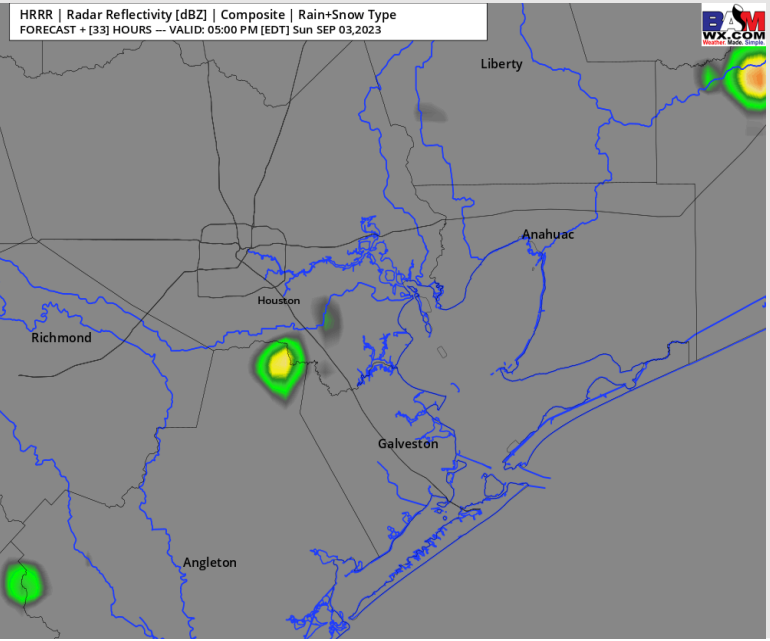 HRRR | Radar Reflectivity [dBZ] | Composite | Rain+Snow Type
FORECAST + [33] HOURS --- VALID: 05:00 PM [EDT] Sun SEP 03,2023
BAM
WX.COM
Weather. Made. Simple.
Liberty
Anahuac
Houston
Richmond
Galveston
Angleton